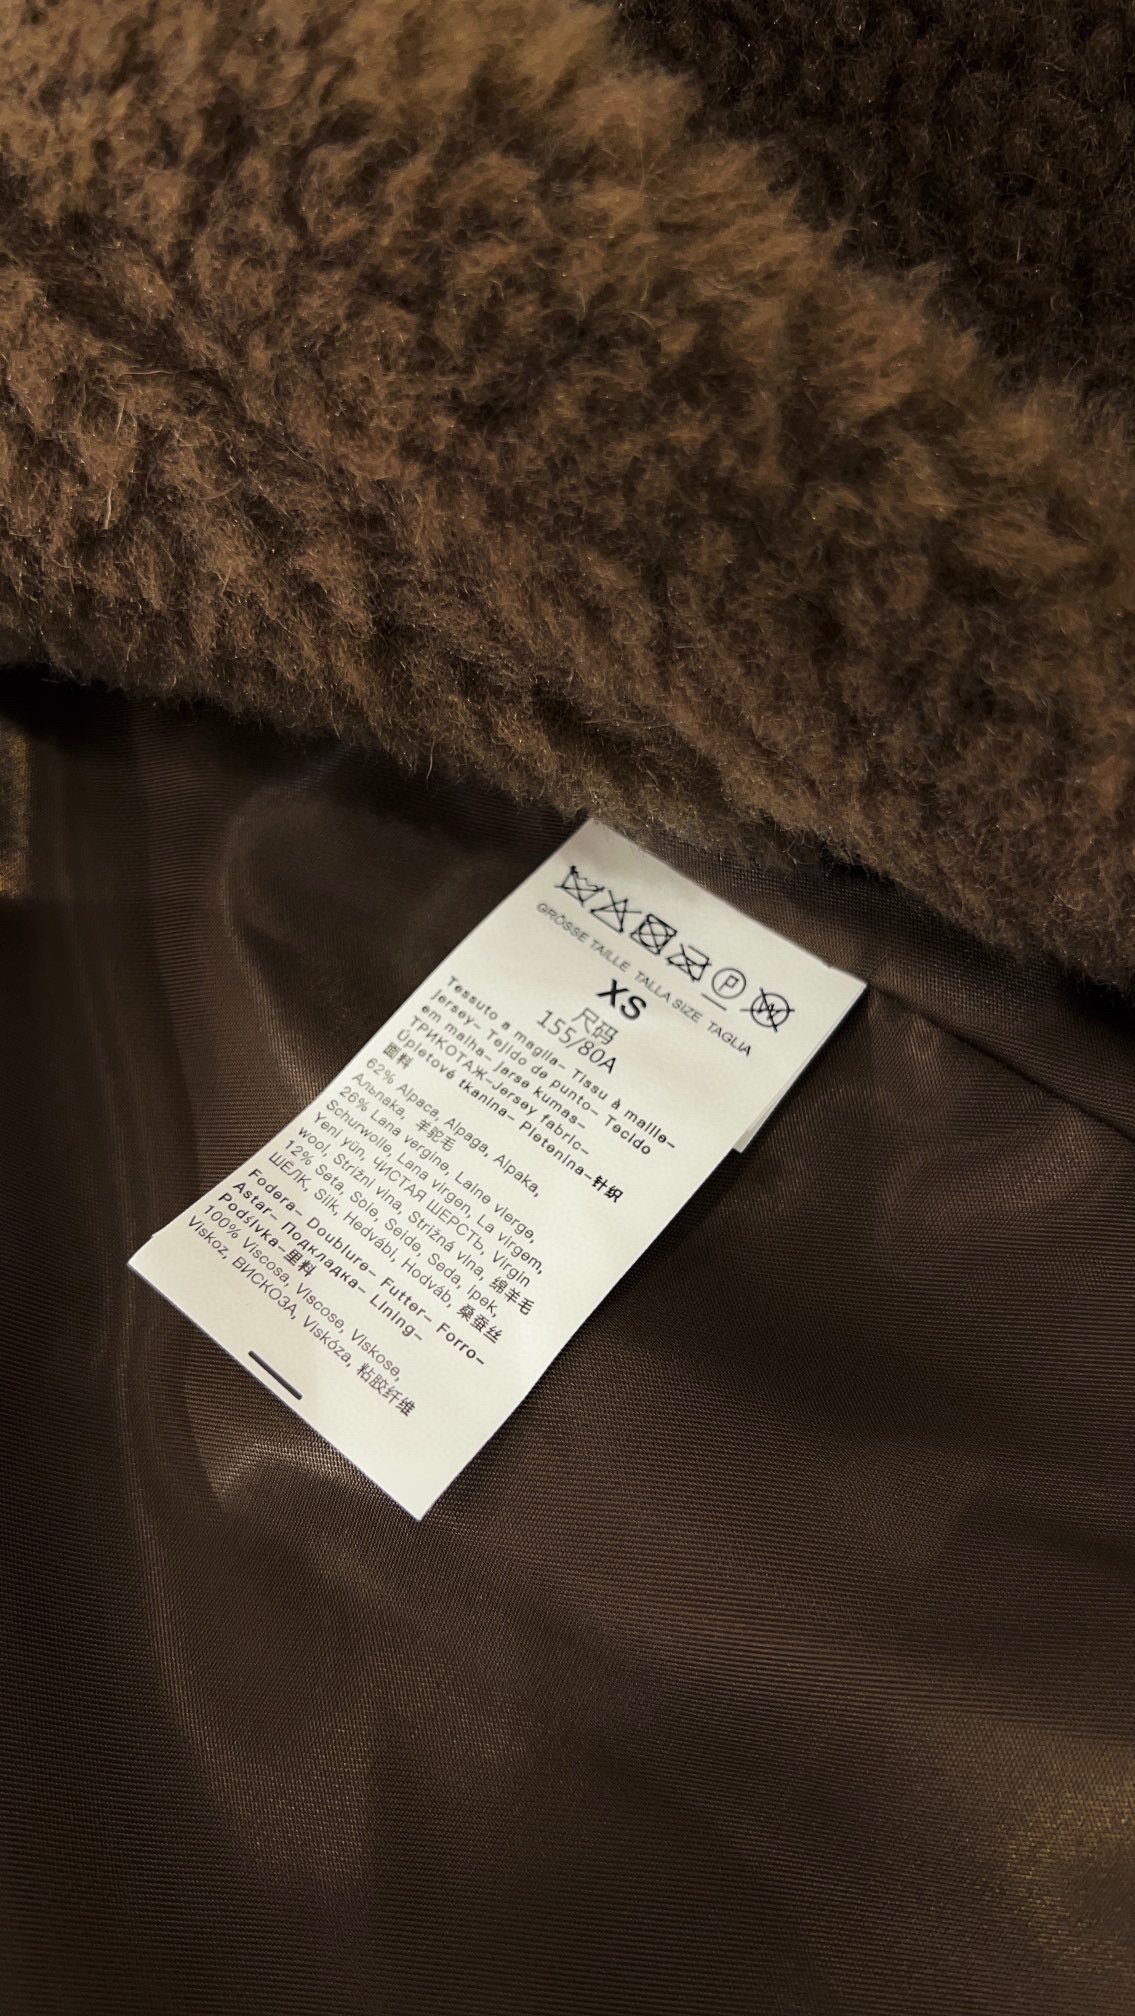 P W
GRÖSSE TAILLE TALLA SIZE TAGLIA
XS
尺码
155/80A
Tessuto a maglia– Tissu à maille–
Jersey– Tejido de punto– Tecido
em malha– jarse kumas–
ТРИКОТАЖ–Jersey fabric–
Úpletové tkanina– Pletenina–针织
面料
62% Alpaca, Alpaga, Alpaka,
Альпака, 羊驼毛
26% Lana vergine, Laine vierge,
Schurwolle, Lana virgen, La virgem,
Yeni yün, ЧИСТАЯ ШЕРСТЬ, Virgin
wool, Strižni vlna, Strižná vlna, 绵羊毛
12% Seta, Soie, Seide, Seda, ipek,
ШЁЛК, Silk, Hedvábí, Hodváb, 桑蚕丝
Fodera– Doublure– Futter– Forro–
Astar– Подкладка– Lining–
Podšívka–里料
100% Viscosa, Viscose, Viskose,
Viskoz, ВИСКОЗА, Viskóza, 粘胶纤维